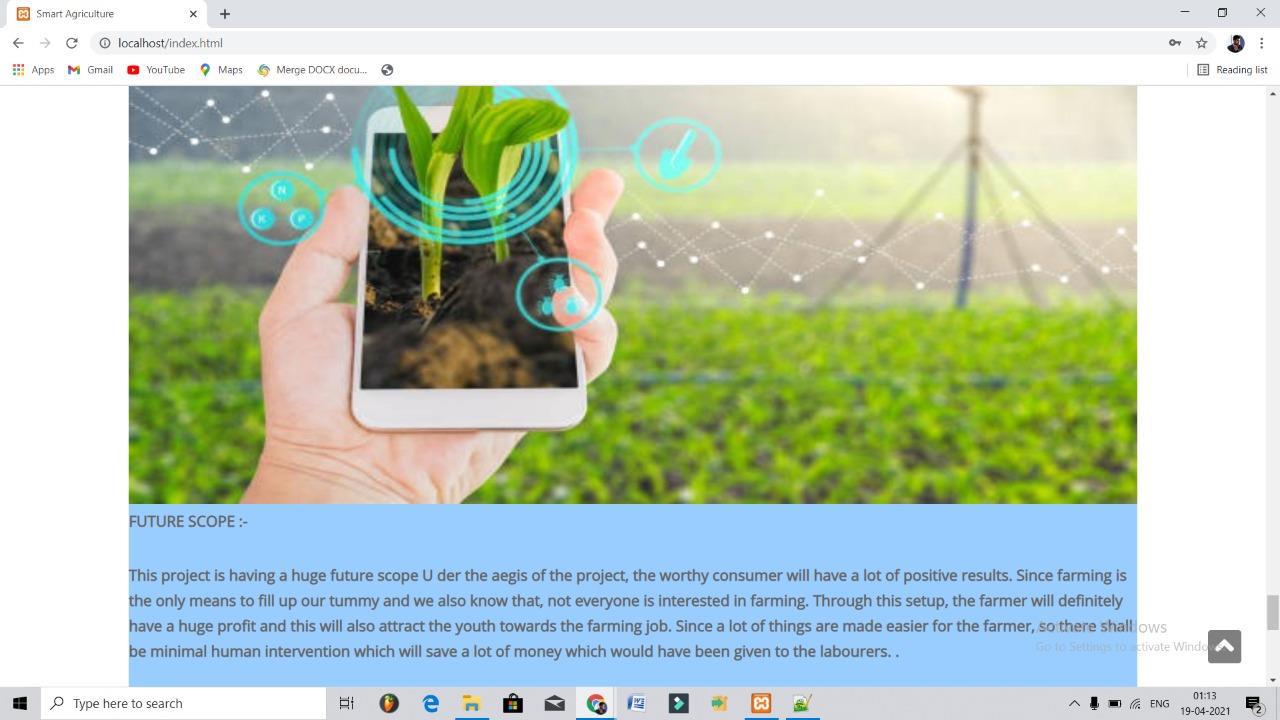 Smart Agriculture
localhost/index.html
Apps Gmail YouTube Maps Merge DOCX docu... Reading list
N
K P
FUTURE SCOPE :-
This project is having a huge future scope U der the aegis of the project, the worthy consumer will have a lot of positive results. Since farming is
the only means to fill up our tummy and we also know that, not everyone is interested in farming. Through this setup, the farmer will definitely
have a huge profit and this will also attract the youth towards the farming job. Since a lot of things are made easier for the farmer, so there shall
be minimal human intervention which will save a lot of money which would have been given to the labourers. .
Activate Windows
Go to Settings to activate Windows
Type here to search
ENG
01:13
19-04-2021
2